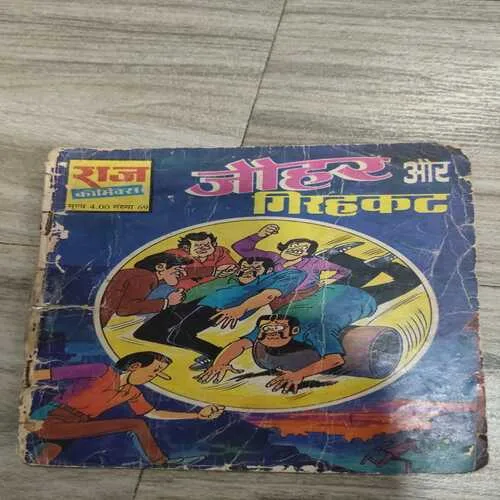 राज
कॉमिक्स
मूल्य 4.00 संख्या 69
जौहर और
गिरहकट